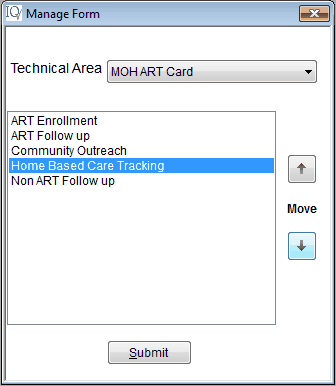 IQ Manage Form
Technical Area MOH ART Card
ART Enrollment
ART Follow up
Community Outreach
Home Based Care Tracking
Non ART Follow up
Move
Submit